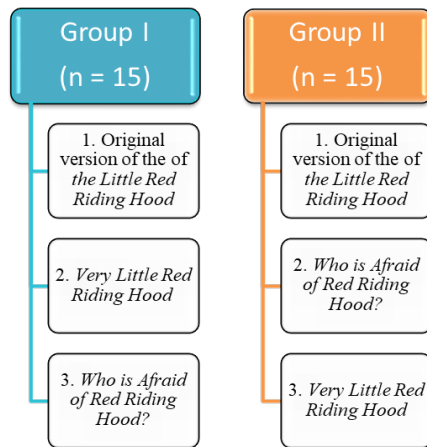 Group I
(n = 15)
1. Original
version of the of
the Little Red
Riding Hood
2. Very Little Red
Riding Hood
3. Who is Afraid
of Red Riding
Hood?
Group II
(n = 15)
1. Original
version of the of
the Little Red
Riding Hood
2. Who is Afraid
of Red Riding
Hood?
3. Very Little Red
Riding Hood